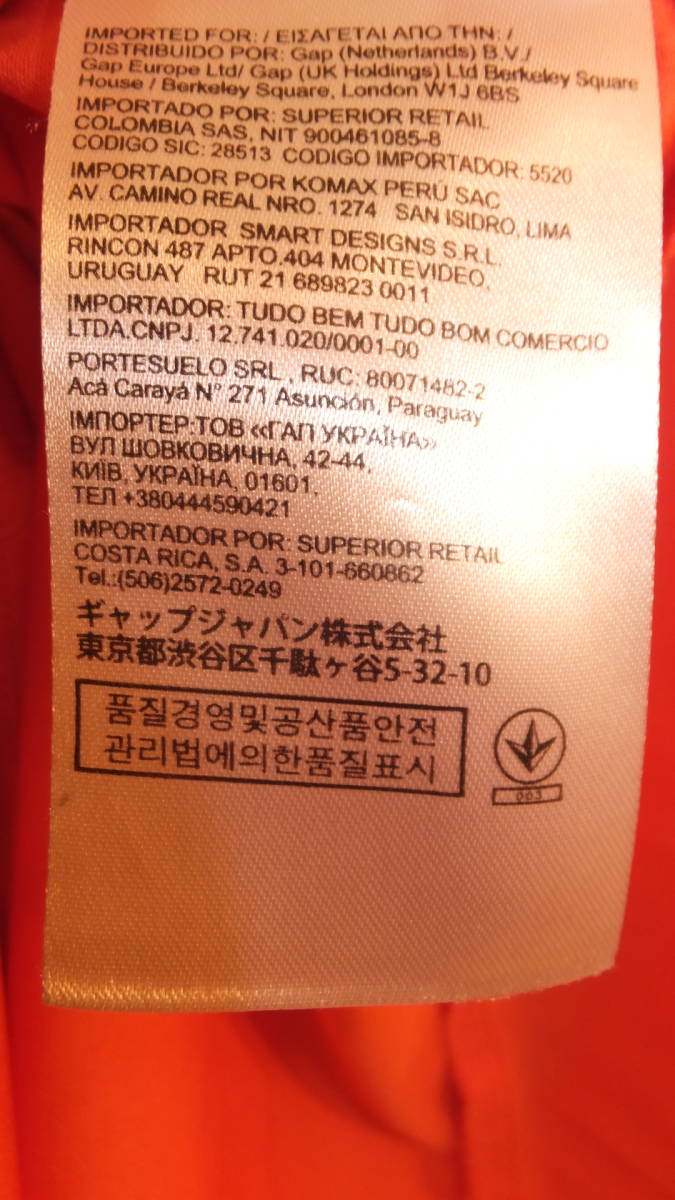 IMPORTED FOR: / ΕΙΣΑΓΕΤΑΙ ΑΠΟ ΤΗΝ: /
DISTRIBUIDO POR: Gap (Netherlands) B.V./
Gap Europe Ltd/ Gap (UK Holdings) Ltd Berkeley Square
House / Berkeley Square, London W1J 6BS
IMPORTADO POR: SUPERIOR RETAIL
COLOMBIA SAS, NIT 900461085-8
CODIGO SIC: 28513 CODIGO IMPORTADOR: 5520
IMPORTADOR POR KOMAX PERU SAC
AV. CAMINO REAL NRO. 1274 SAN ISIDRO, LIMA
IMPORTADOR SMART DESIGNS S.R.L.
RINCON 487 APTO.404 MONTEVIDEO,
URUGUAY RUT 21 689823 0011
IMPORTADOR: TUDO BEM TUDO BOM COMERCIO
LTDA.CNPJ. 12.741.020/0001-00
PORTESUELO SRL , RUC: 80071482-2
Acá Carayá N° 271 Asunción, Paraguay
ІМПОРТЕР:ТОВ «ГАП УКРАЇНА»
ВУЛ ШОВКОВИЧНА, 42-44,
КИЇВ, УКРАЇНА, 01601,
ТЕЛ +380444590421
IMPORTADOR POR: SUPERIOR RETAIL
COSTA RICA, S.A. 3-101-660862
Tel.:(506)2572-0249
ギャップジャパン株式会社
東京都渋谷区千駄ヶ谷5-32-10
품질경영및공산품안전
관리법에의한품질표시
003